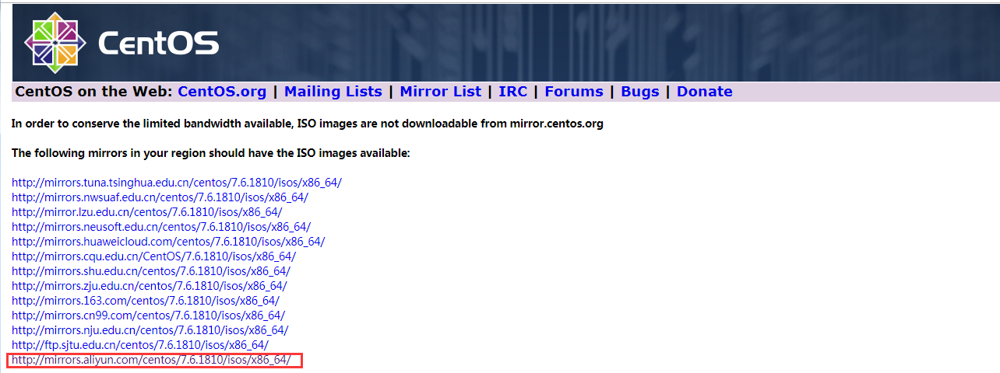 CentOS
CentOS on the Web: CentOS.org | Mailing Lists | Mirror List | IRC | Forums | Bugs | Donate
In order to conserve the limited bandwidth available, ISO images are not downloadable from mirror.centos.org
The following mirrors in your region should have the ISO images available:
http://mirrors.tuna.tsinghua.edu.cn/centos/7.6.1810/isos/x86_64/
http://mirrors.nwsuaf.edu.cn/centos/7.6.1810/isos/x86_64/
http://mirror.lzu.edu.cn/centos/7.6.1810/isos/x86_64/
http://mirrors.neusoft.edu.cn/centos/7.6.1810/isos/x86_64/
http://mirrors.huaweicloud.com/centos/7.6.1810/isos/x86_64/
http://mirrors.cqu.edu.cn/CentOS/7.6.1810/isos/x86_64/
http://mirrors.shu.edu.cn/centos/7.6.1810/isos/x86_64/
http://mirrors.zju.edu.cn/centos/7.6.1810/isos/x86_64/
http://mirrors.163.com/centos/7.6.1810/isos/x86_64/
http://mirrors.cn99.com/centos/7.6.1810/isos/x86_64/
http://mirrors.nju.edu.cn/centos/7.6.1810/isos/x86_64/
http://ftp.sjtu.edu.cn/centos/7.6.1810/isos/x86_64/
http://mirrors.aliyun.com/centos/7.6.1810/isos/x86_64/